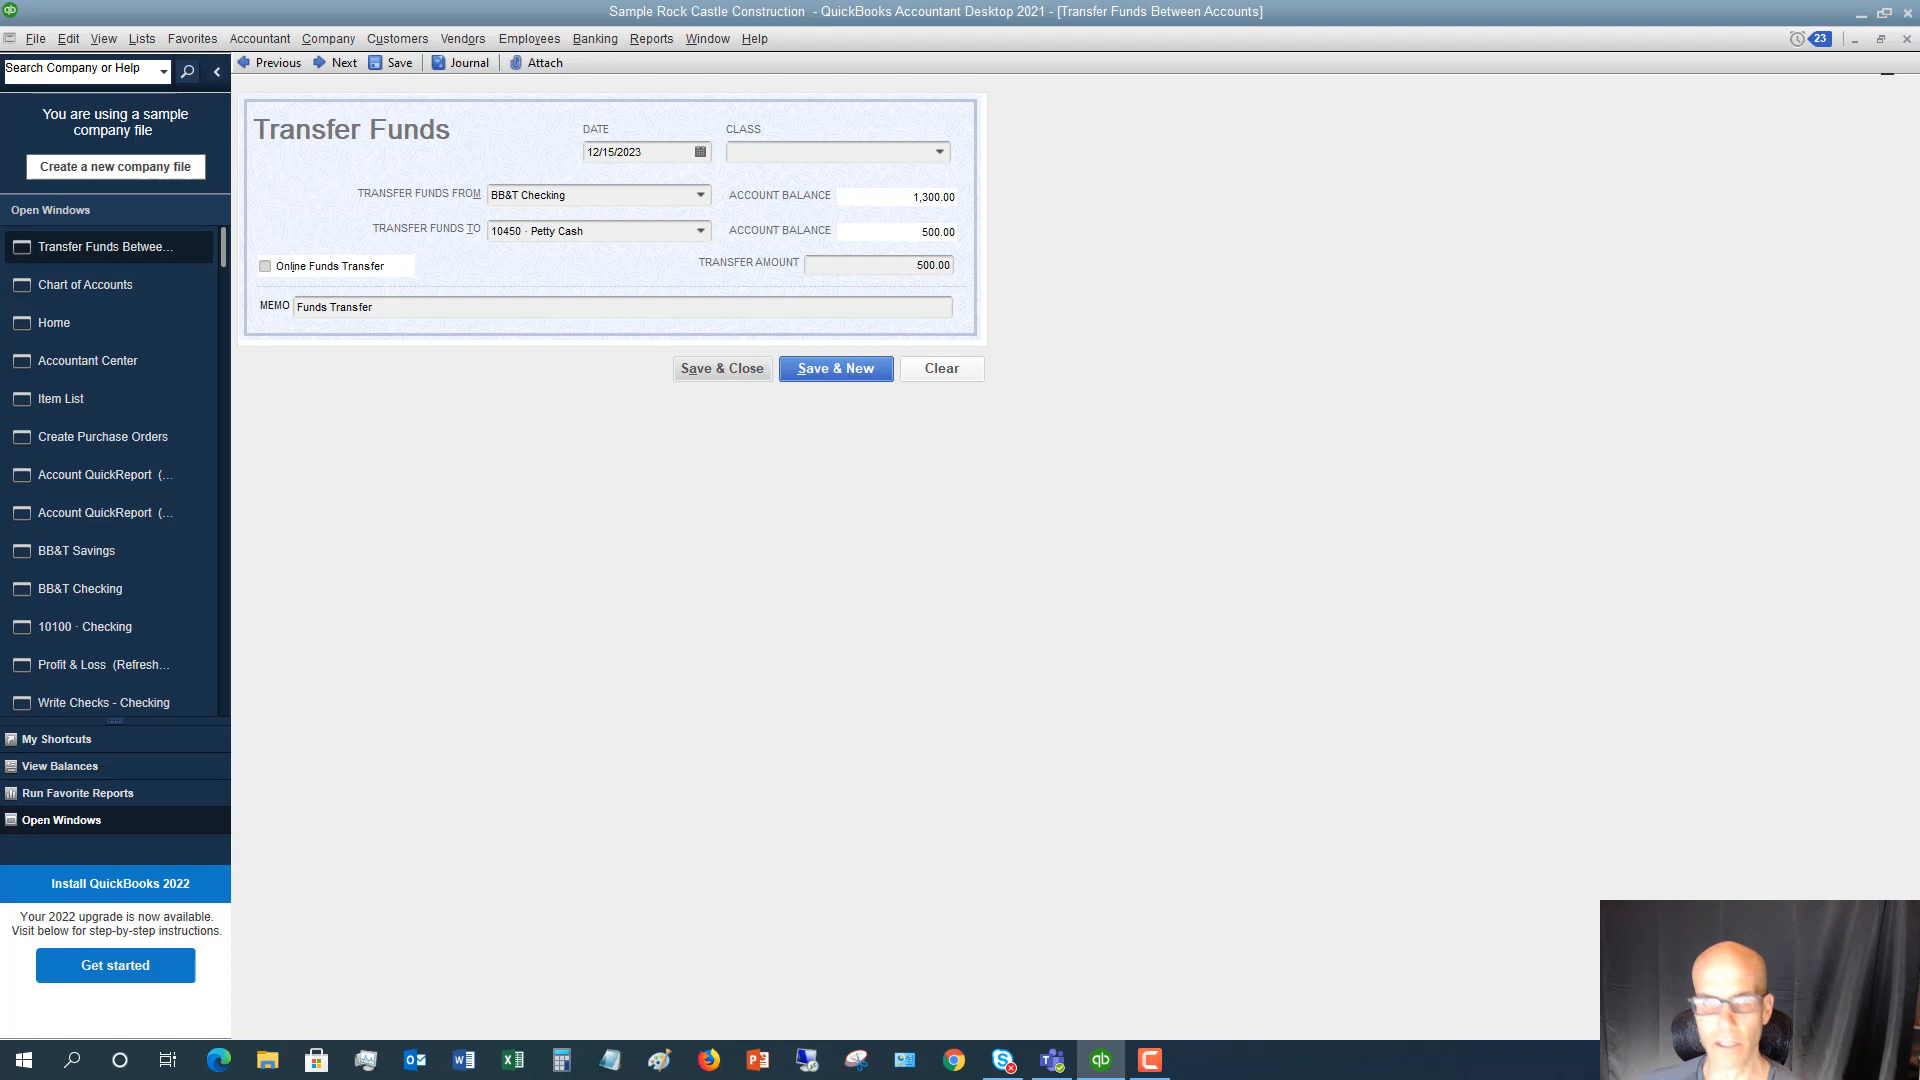 Sample Rock Castle Construction - QuickBooks Accountant Desktop 2021 - [Transfer Funds Between Accounts]
File Edit View Lists Favorites Accountant Company Customers Vendors Employees Banking Reports Window Help
23
Search Company or Help
Previous Next Save Journal Attach
You are using a sample
company file
Create a new company file
Open Windows
Transfer Funds Betwee...
Chart of Accounts
Home
Accountant Center
Item List
Create Purchase Orders
Account QuickReport (...
Account QuickReport (...
BB&T Savings
BB&T Checking
10100 · Checking
Profit & Loss (Refresh...
Write Checks - Checking
My Shortcuts
View Balances
Run Favorite Reports
Open Windows
Install QuickBooks 2022
Your 2022 upgrade is now available.
Visit below for step-by-step instructions.
Get started
Transfer Funds
DATE
12/15/2023
CLASS
TRANSFER FUNDS FROM BB&T Checking ACCOUNT BALANCE 1,300.00
TRANSFER FUNDS TO 10450 · Petty Cash ACCOUNT BALANCE 500.00
Online Funds Transfer TRANSFER AMOUNT 500.00
MEMO Funds Transfer
Save & Close Save & New Clear